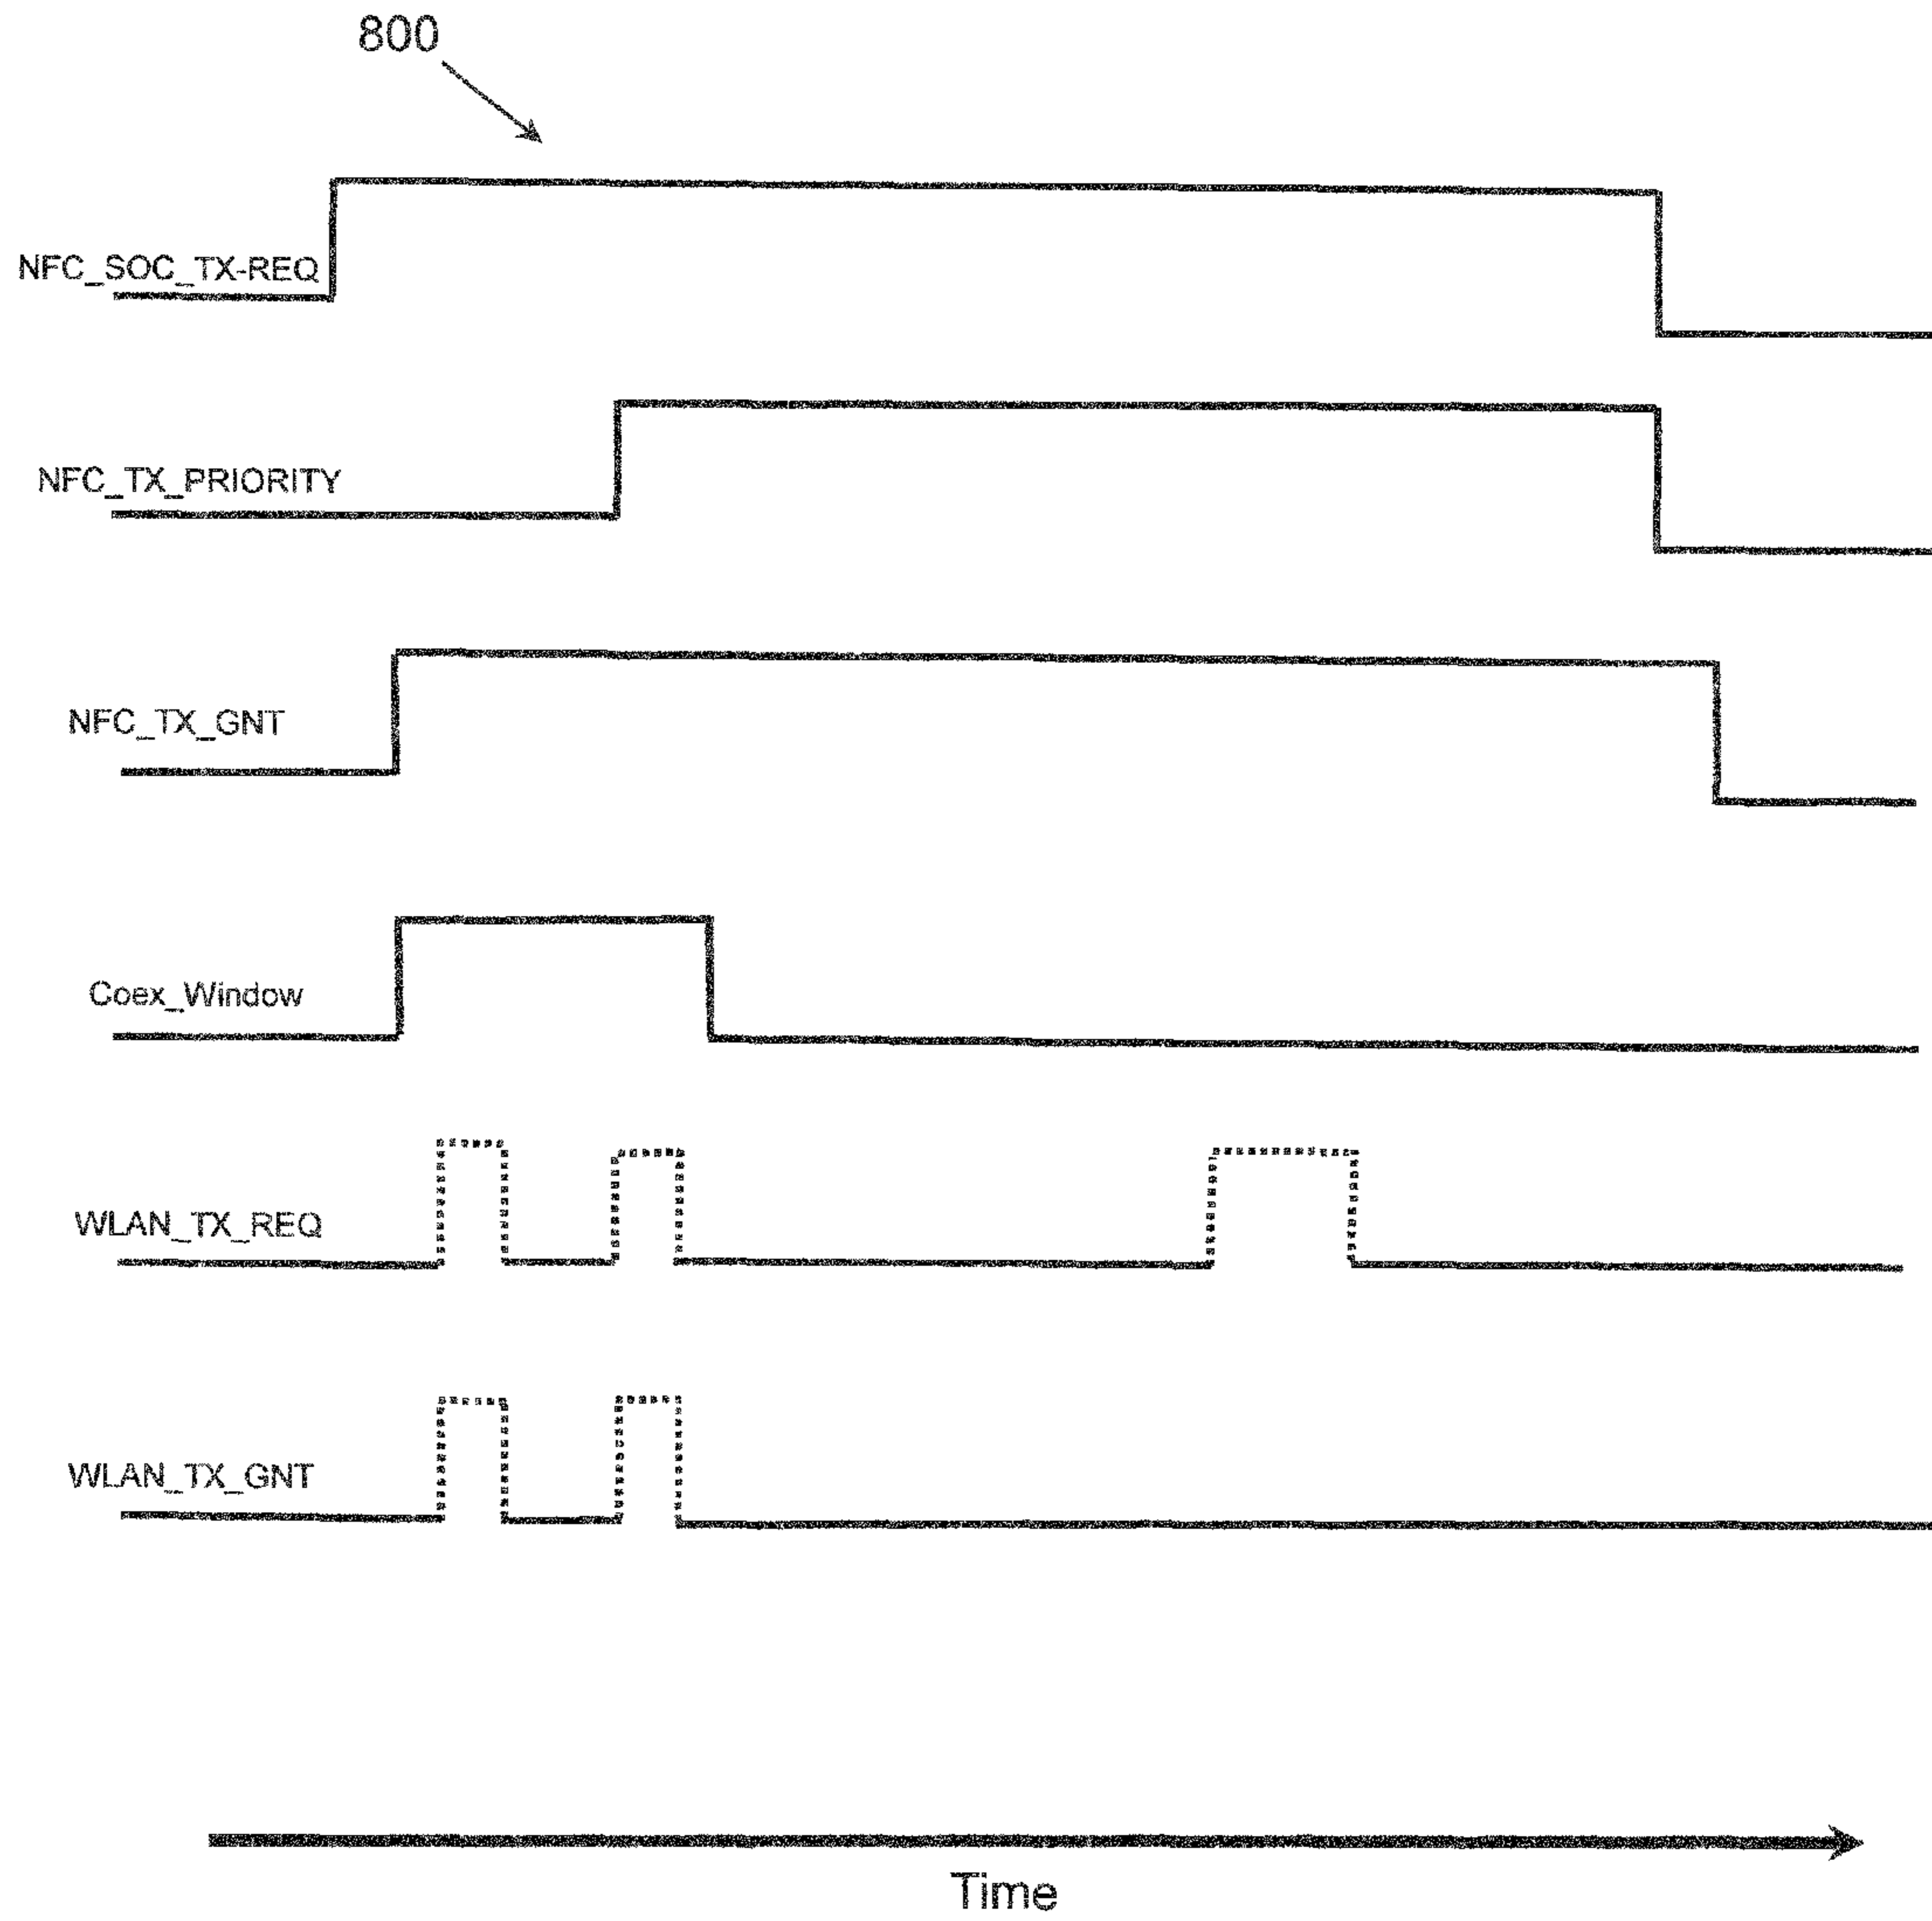 800
NFC_SOC_TX-REQ
NFC_TX_PRIORITY
NFC_TX_GNT
Coex_Window
WLAN_TX_REQ
WLAN_TX_GNT
Time